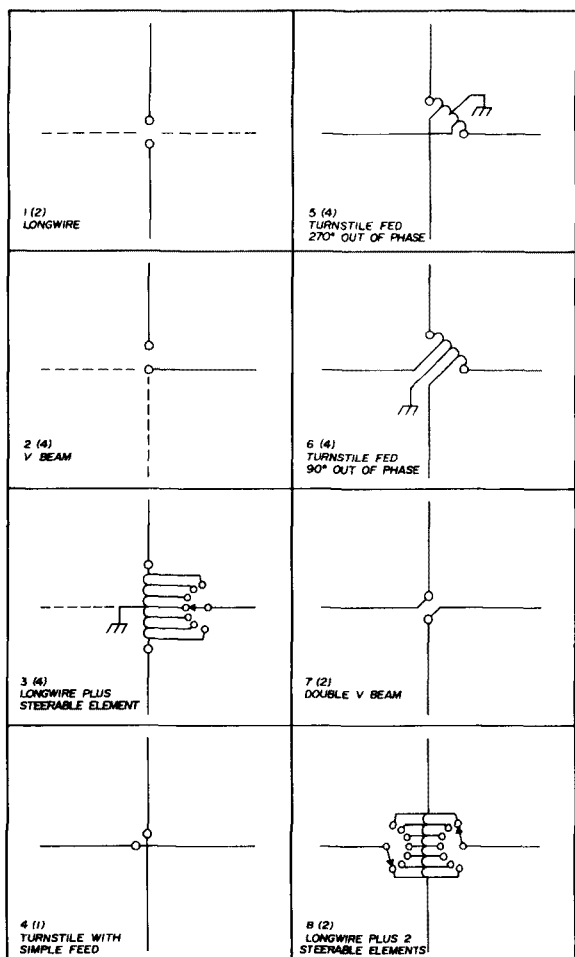 1 (2)
LONGWIRE
2 (4)
V BEAM
3 (4)
LONGWIRE PLUS
STEERABLE ELEMENT
4 (1)
TURNSTILE WITH
SIMPLE FEED
5 (4)
TURNSTILE FED
270° OUT OF PHASE
6 (4)
TURNSTILE FED
90° OUT OF PHASE
7 (2)
DOUBLE V BEAM
8 (2)
LONGWIRE PLUS 2
STEERABLE ELEMENTS